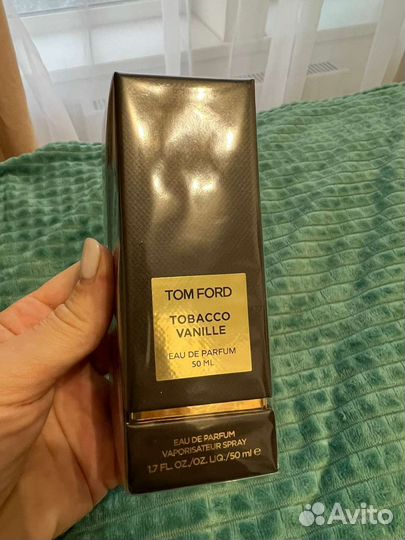 TOM FORD
TOBACCO
VANILLE
EAU DE PARFUM
50 ML
EAU DE PARFUM
VAPORISATEUR SPRAY
1.7 FL. OZ./OZ. LIQ./50 ml e
Avito